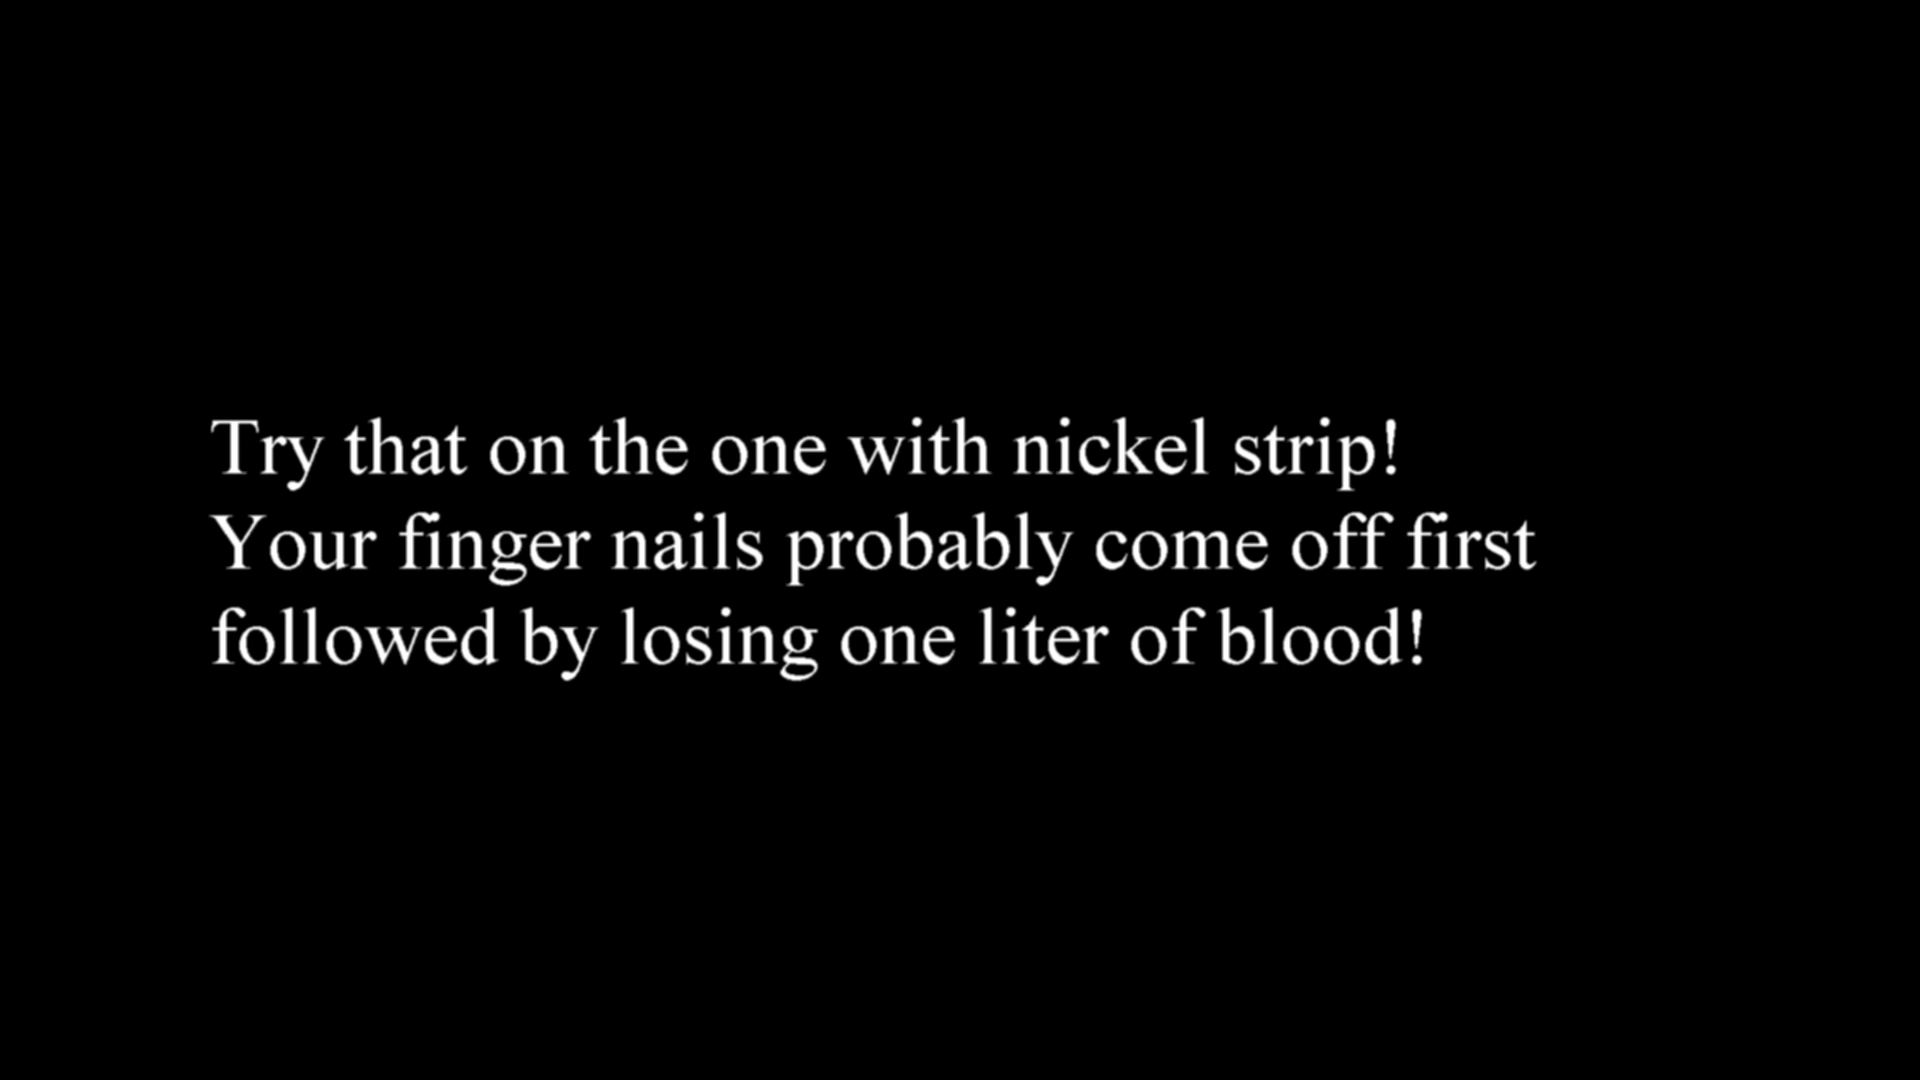 Try that on the one with nickel strip!
Your finger nails probably come off first
followed by losing one liter of blood!